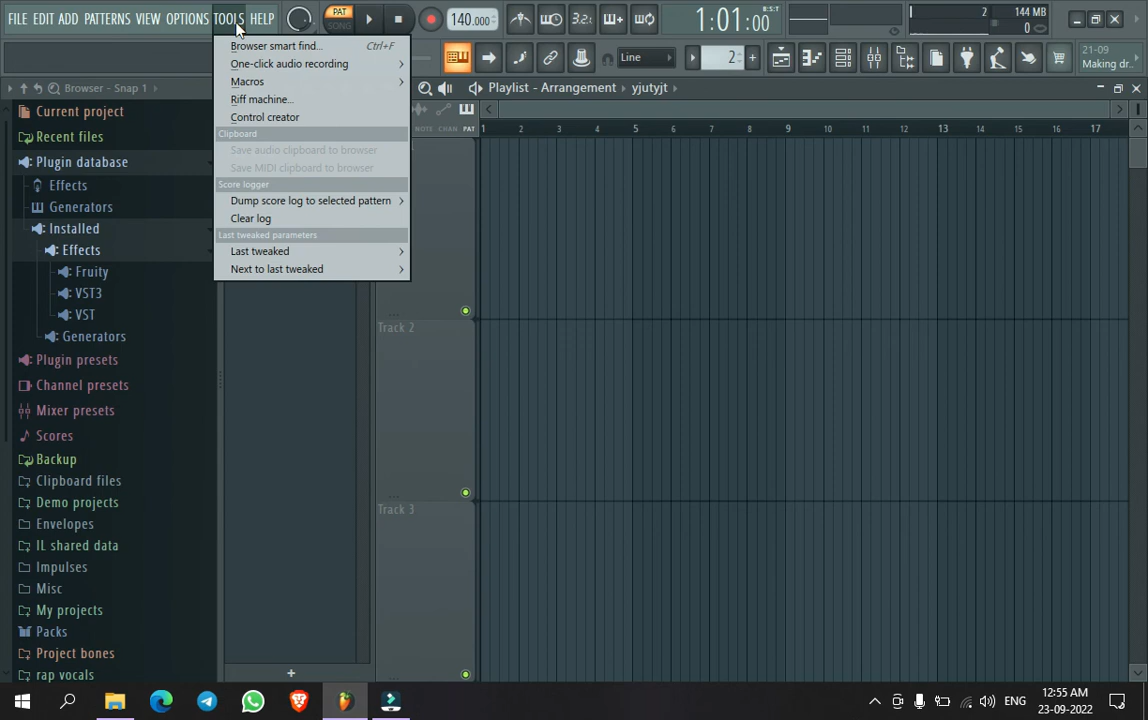 FILE EDIT ADD PATTERNS VIEW OPTIONS TOOLS HELP
PAT
SONG
140.000
3.2.
1:01:00
B:S:T
2
144 MB
0
Line
2
21-09
Making dr..
Browser - Snap 1
Playlist - Arrangement
yjutyjt
NOTE CHAN PAT
1 2 3 4 5 6 7 8 9 10 11 12 13 14 15 16 17
Browser smart find... Ctrl+F
One-click audio recording
Macros
Riff machine...
Control creator
Clipboard
Save audio clipboard to browser
Save MIDI clipboard to browser
Score logger
Dump score log to selected pattern
Clear log
Last tweaked parameters
Last tweaked
Next to last tweaked
Current project
Recent files
Plugin database
Effects
Generators
Installed
Effects
Fruity
VST3
VST
Generators
Plugin presets
Channel presets
Mixer presets
Scores
Backup
Clipboard files
Demo projects
Envelopes
IL shared data
Impulses
Misc
My projects
Packs
Project bones
rap vocals
Track 2
Track 3
ENG
12:55 AM
23-09-2022